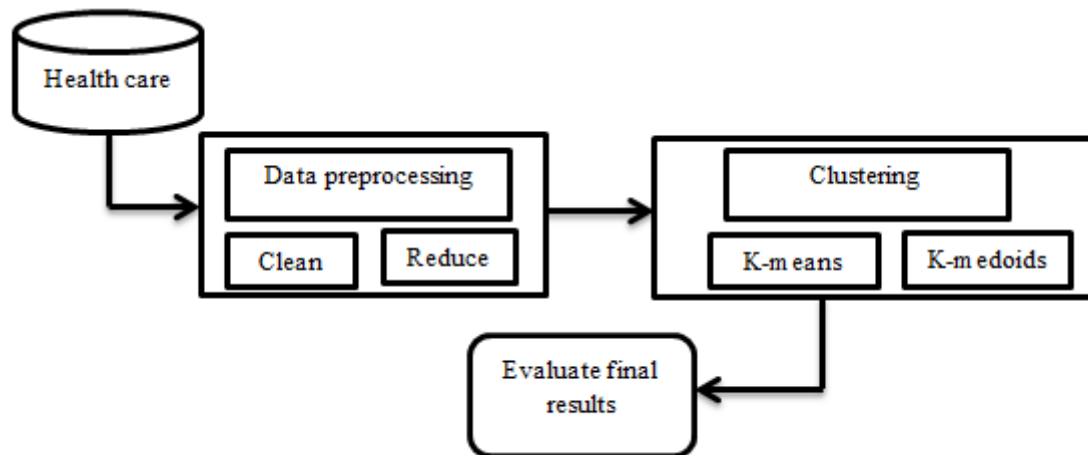 Health care
Data preprocessing
Clean
Reduce
Clustering
K-means
K-medoids
Evaluate final
results